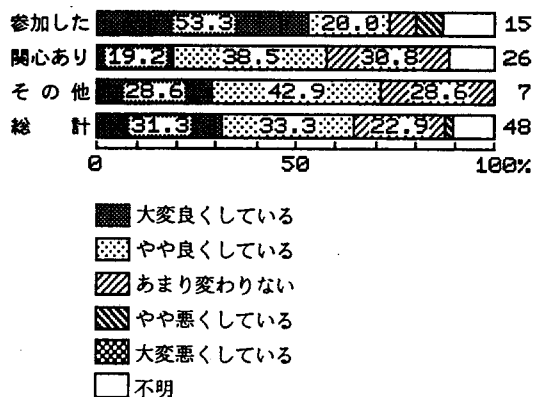 参加した 53.3 20.0 15
関心あり 19.2 38.5 30.8 26
その他 28.6 42.9 28.6 7
総計 31.3 33.3 22.9 48
0 50 100%
大変良くしている
やや良くしている
あまり変わりない
やや悪くしている
大変悪くしている
不明